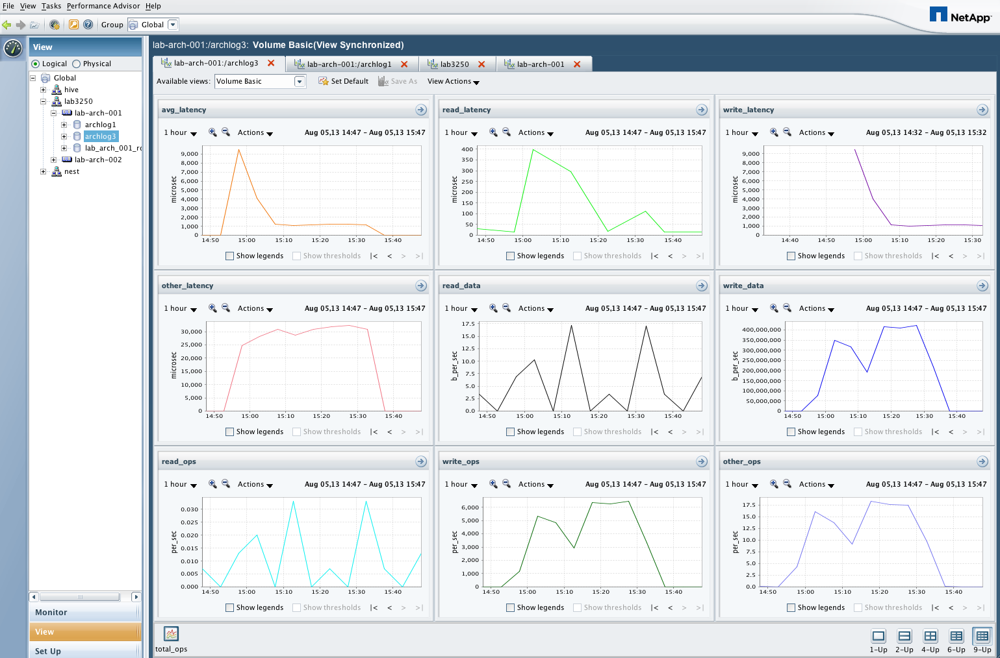 File View Tasks Performance Advisor Help
Group Global
NetApp
View
Logical Physical
Global
hive
lab3250
lab-arch-001
archlog1
archlog3
lab_arch_001_rc
lab-arch-002
nest
Monitor
View
Set Up
lab-arch-001:/archlog3: Volume Basic(View Synchronized)
lab-arch-001:/archlog3 lab-arch-001:/archlog1 lab3250 lab-arch-001
Available views: Volume Basic Set Default Save As View Actions
avg_latency
1 hour Actions Aug 05,13 14:47 - Aug 05,13 15:47
microsec
9,000
8,000
7,000
6,000
5,000
4,000
3,000
2,000
1,000
0
14:50 15:00 15:10 15:20 15:30 15:40
Show legends Show thresholds |< < > >|
read_latency
1 hour Actions Aug 05,13 14:47 - Aug 05,13 15:47
microsec
400
350
300
250
200
150
100
50
0
14:50 15:00 15:10 15:20 15:30 15:40
Show legends Show thresholds |< < > >|
write_latency
1 hour Actions Aug 05,13 14:32 - Aug 05,13 15:32
microsec
9,000
8,000
7,000
6,000
5,000
4,000
3,000
2,000
1,000
0
14:40 14:50 15:00 15:10 15:20 15:30
Show legends Show thresholds |< < > >|
other_latency
1 hour Actions Aug 05,13 14:47 - Aug 05,13 15:47
microsec
30,000
25,000
20,000
15,000
10,000
5,000
0
14:50 15:00 15:10 15:20 15:30 15:40
Show legends Show thresholds |< < > >|
read_data
1 hour Actions Aug 05,13 14:47 - Aug 05,13 15:47
b_per_sec
17.5
15.0
12.5
10.0
7.5
5.0
2.5
0.0
14:50 15:00 15:10 15:20 15:30 15:40
Show legends Show thresholds |< < > >|
write_data
1 hour Actions Aug 05,13 14:47 - Aug 05,13 15:47
b_per_sec
400,000,000
350,000,000
300,000,000
250,000,000
200,000,000
150,000,000
100,000,000
50,000,000
0
14:50 15:00 15:10 15:20 15:30 15:40
Show legends Show thresholds |< < > >|
read_ops
1 hour Actions Aug 05,13 14:47 - Aug 05,13 15:47
per_sec
0.030
0.025
0.020
0.015
0.010
0.005
0.000
14:50 15:00 15:10 15:20 15:30 15:40
Show legends Show thresholds |< < > >|
write_ops
1 hour Actions Aug 05,13 14:47 - Aug 05,13 15:47
per_sec
6,000
5,000
4,000
3,000
2,000
1,000
0
14:50 15:00 15:10 15:20 15:30 15:40
Show legends Show thresholds |< < > >|
other_ops
1 hour Actions Aug 05,13 14:47 - Aug 05,13 15:47
per_sec
17.5
15.0
12.5
10.0
7.5
5.0
2.5
0.0
14:50 15:00 15:10 15:20 15:30 15:40
Show legends Show thresholds |< < > >|
total_ops
1-Up 2-Up 4-Up 6-Up 9-Up